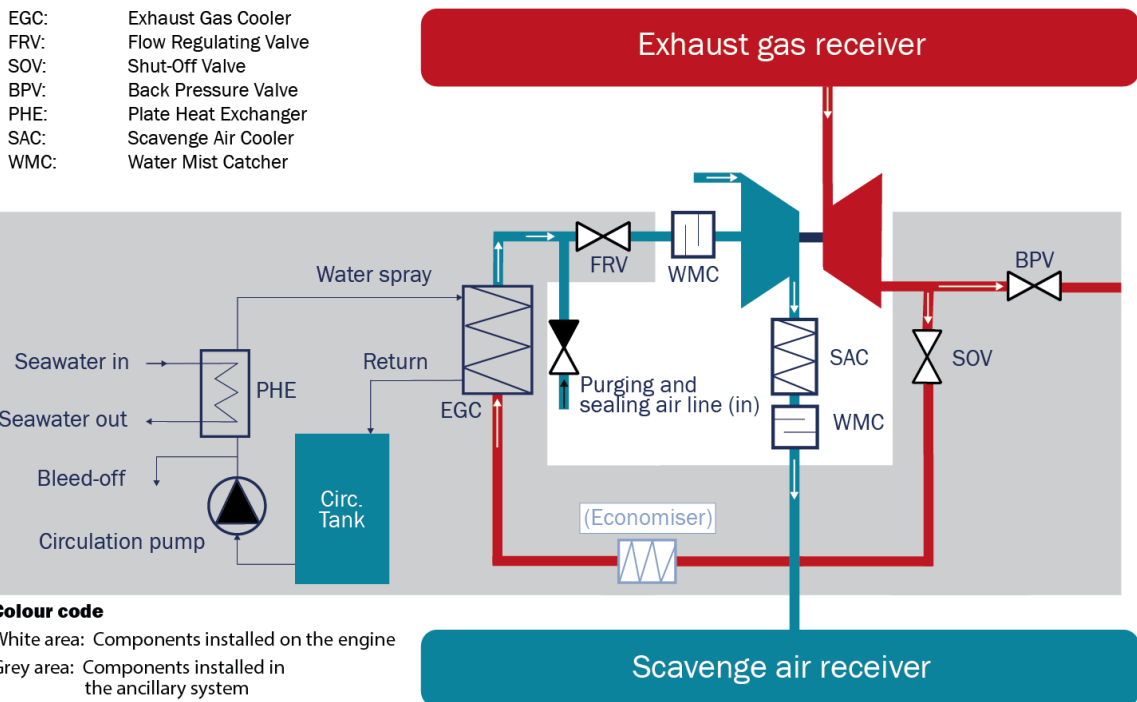 EGC: Exhaust Gas Cooler
FRV: Flow Regulating Valve
SOV: Shut-Off Valve
BPV: Back Pressure Valve
PHE: Plate Heat Exchanger
SAC: Scavenge Air Cooler
WMC: Water Mist Catcher
Exhaust gas receiver
FRV
WMC
BPV
Water spray
Seawater in
PHE
Return
EGC
SAC
SOV
Purging and
sealing air line (in)
WMC
Seawater out
Bleed-off
Circ.
Tank
(Economiser)
Circulation pump
Colour code
White area: Components installed on the engine
Grey area: Components installed in
the ancillary system
Scavenge air receiver